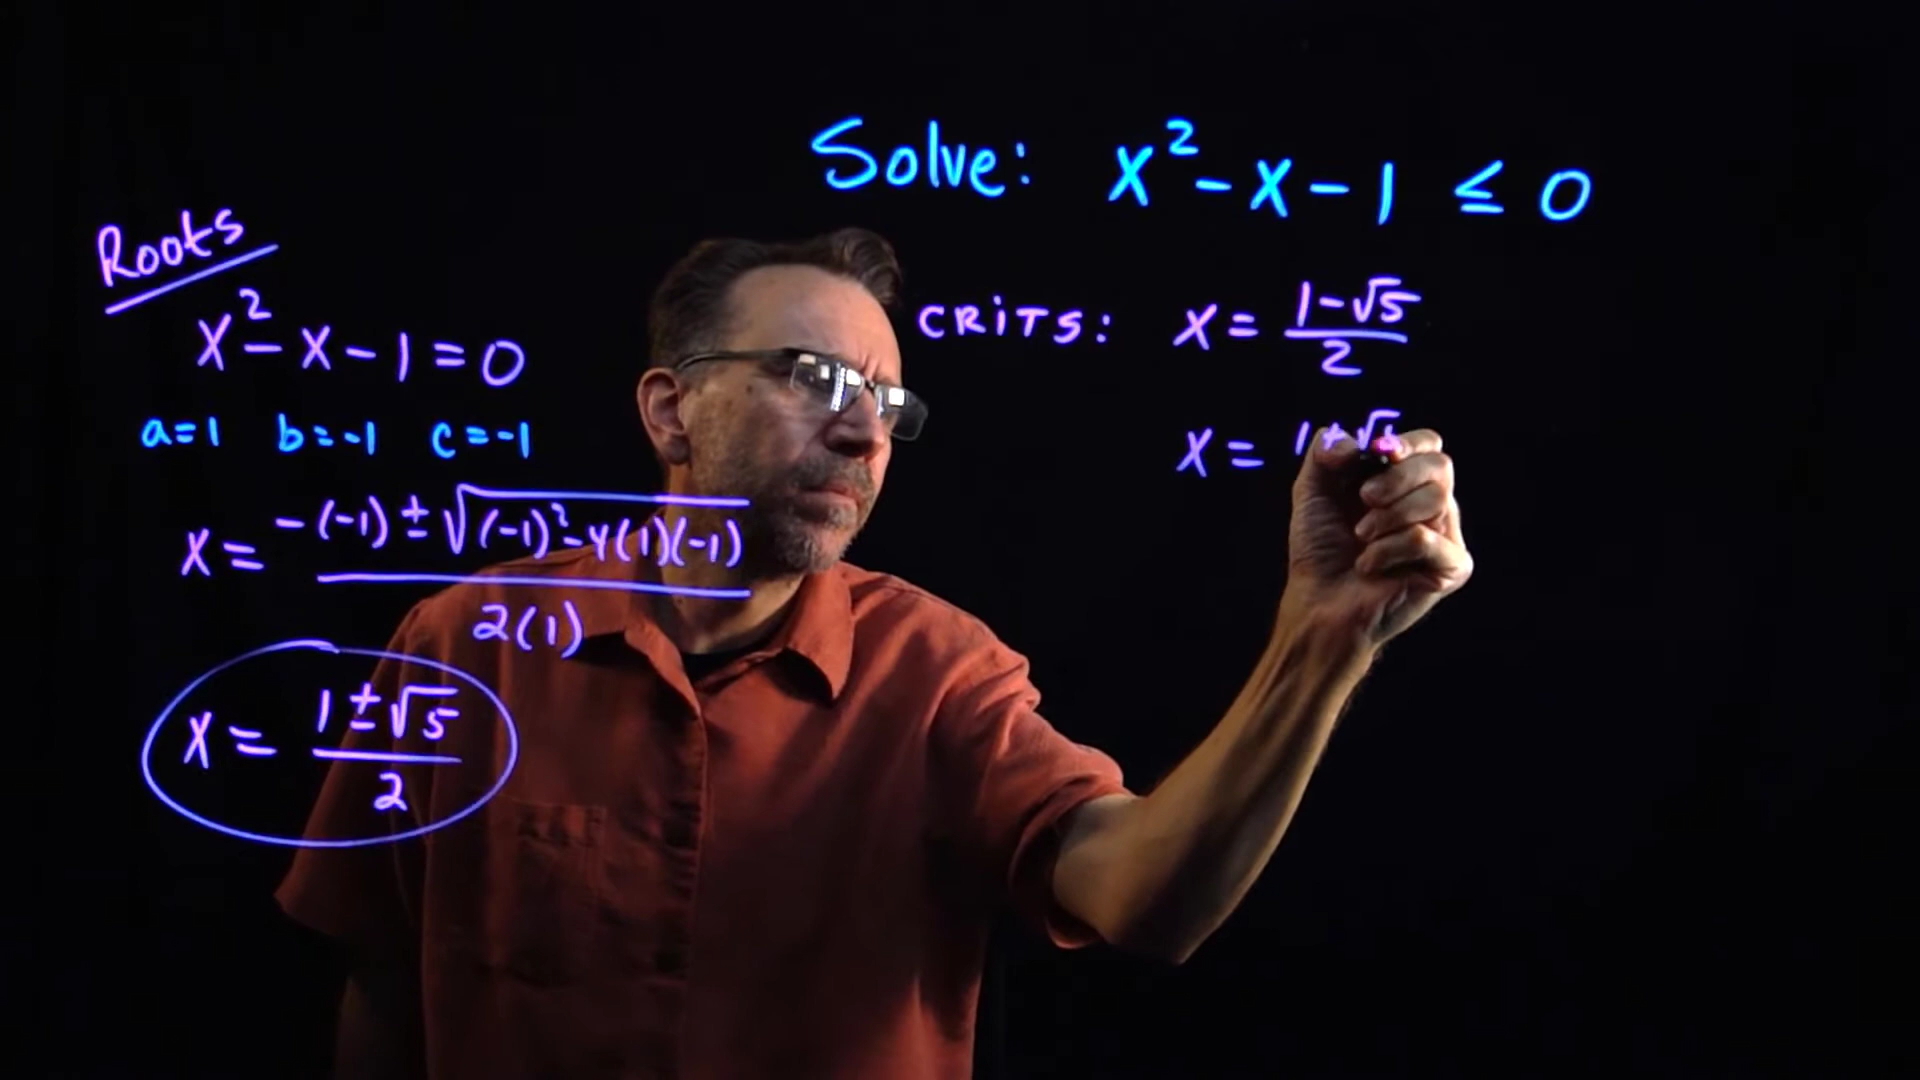 Solve: x² - x - 1 ≤ 0
Roots
x² - x - 1 = 0
a=1 b=-1 c=-1
x = -(-1) ± √(-1)² - 4(1)(-1)
2(1)
x = 1 ± √5
2
CRITS: x = 1 - √5
2
x = 1 + √